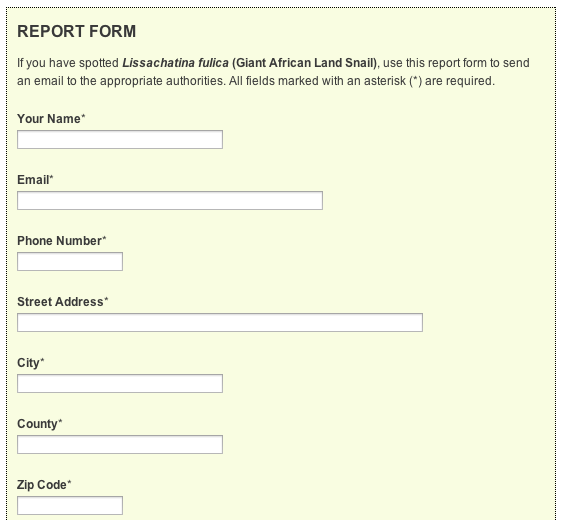 REPORT FORM
If you have spotted Lissachatina fulica (Giant African Land Snail), use this report form to send
an email to the appropriate authorities. All fields marked with an asterisk (*) are required.
Your Name*
Email*
Phone Number*
Street Address*
City*
County*
Zip Code*